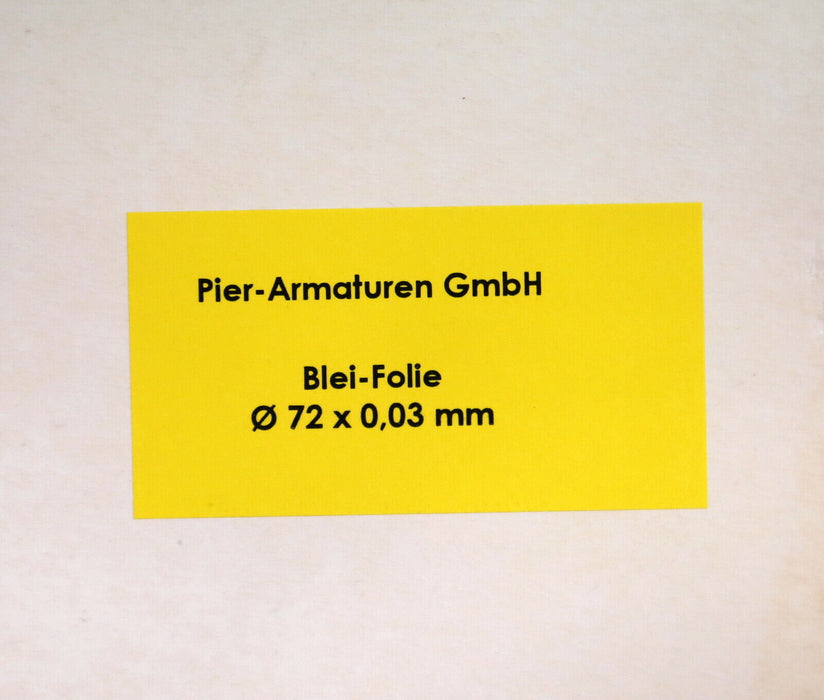 Pier-Armaturen GmbH
Blei-Folie
Ø 72 x 0,03 mm